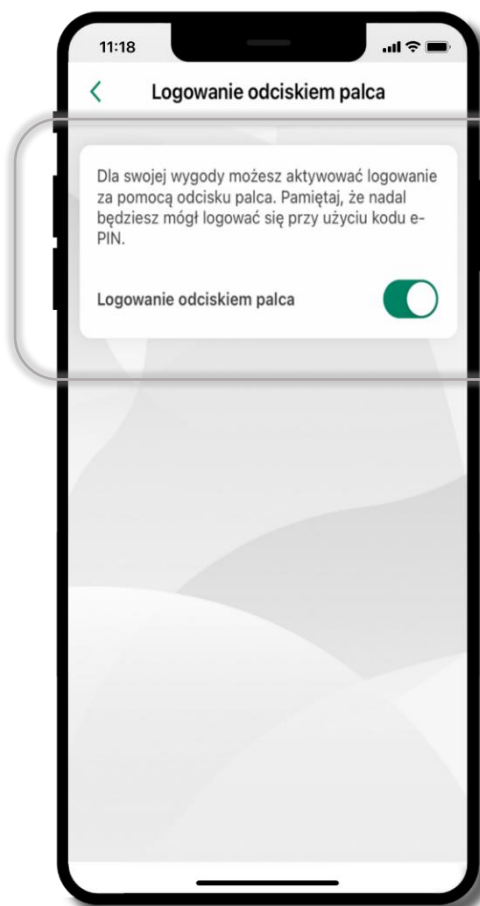 11:18
Logowanie odciskiem palca
Dla swojej wygody możesz aktywować logowanie
za pomocą odcisku palca. Pamiętaj, że nadal
będziesz mógł logować się przy użyciu kodu e-
PIN.
Logowanie odciskiem palca